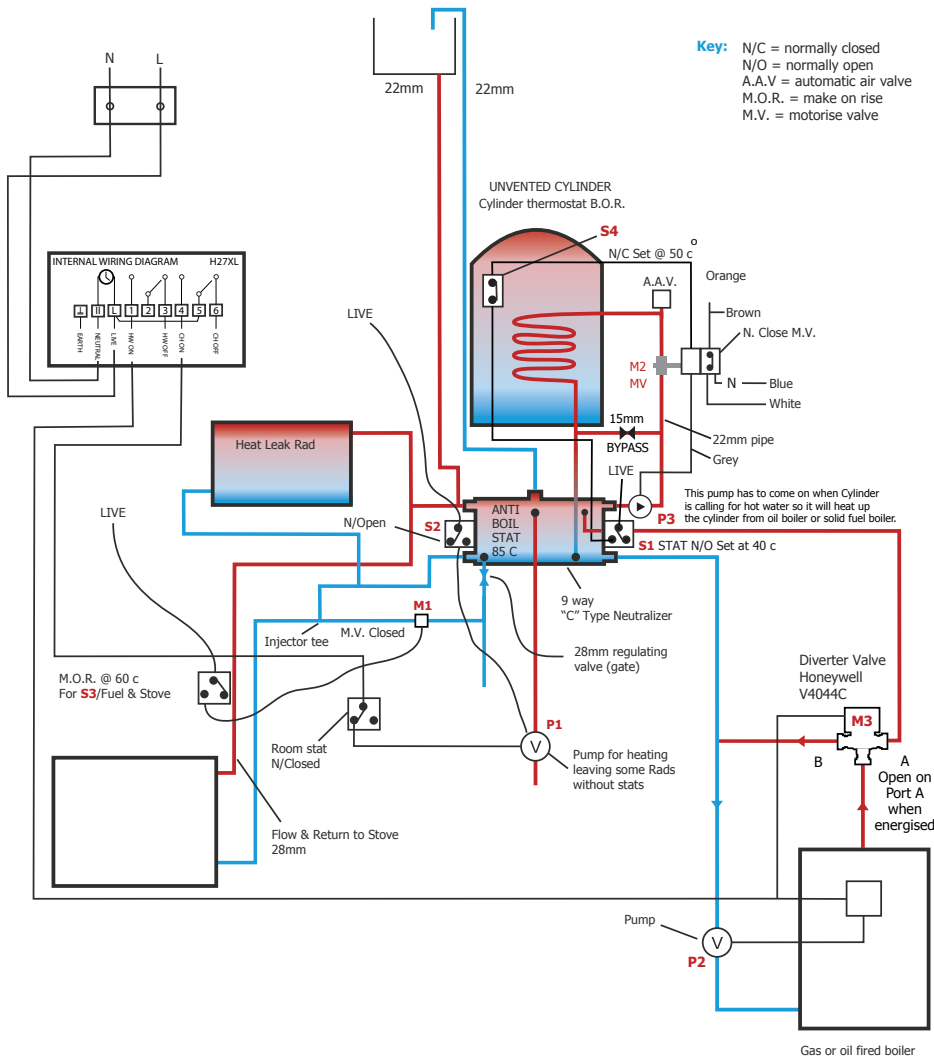 22mm
22mm
Key:
N/C = normally closed
N/O = normally open
A.A.V = automatic air valve
M.O.R. = make on rise
M.V. = motorise valve
N
L
UNVENTED CYLINDER
Cylinder thermostat B.O.R.
S4
N/C Set @ 50 c
o
INTERNAL WIRING DIAGRAM
H27XL
L
1
2
3
4
5
6
EARTH
NEUTRAL
LIVE
HW ON
HW OFF
CH ON
CH OFF
A.A.V.
Orange
Brown
N. Close M.V.
M2
MV
N
Blue
White
LIVE
15mm
BYPASS
22mm pipe
Grey
Heat Leak Rad
LIVE
LIVE
N/Open
S2
ANTI
BOIL
STAT
85 C
P3
This pump has to come on when Cylinder
is calling for hot water so it will heat up
the cylinder from oil boiler or solid fuel boiler.
S1 STAT N/O Set at 40 c
M1
M.V. Closed
Injector tee
9 way
“C” Type Neutralizer
28mm regulating
valve (gate)
M.O.R. @ 60 c
For S3/Fuel & Stove
Room stat
N/Closed
P1
V
Pump for heating
leaving some Rads
without stats
Flow & Return to Stove
28mm
Diverter Valve
Honeywell
V4044C
M3
B
A
Open on
Port A
when
energised
Pump
V
P2
Gas or oil fired boiler